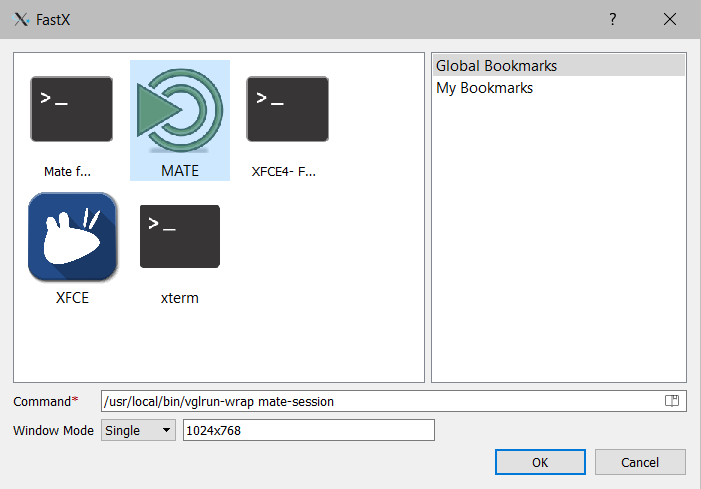 FastX
Global Bookmarks
My Bookmarks
>_
>_
Mate f...
MATE
XFCE4- F...
>_
XFCE
xterm
Command*
/usr/local/bin/vglrun-wrap mate-session
Window Mode
Single
1024x768
OK
Cancel